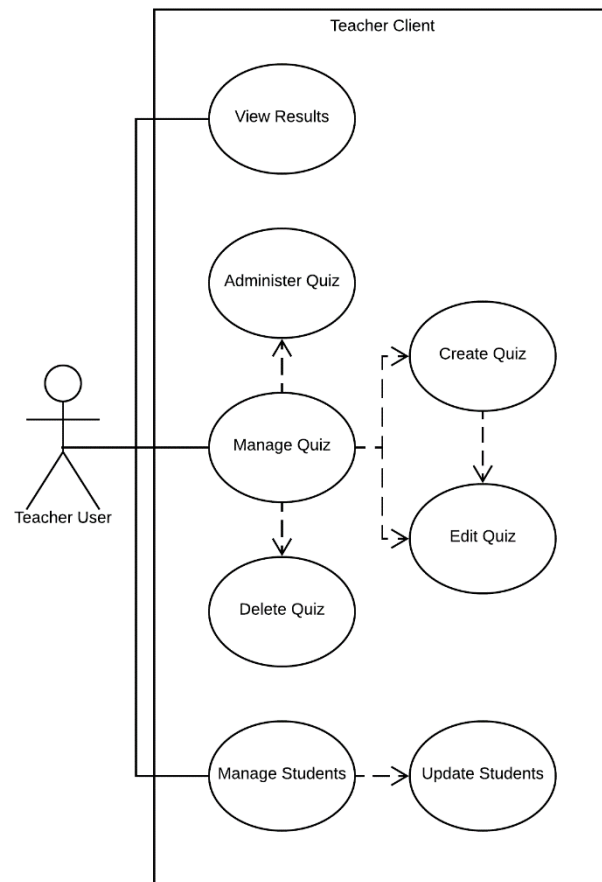 Teacher Client
View Results
Administer Quiz
Create Quiz
Manage Quiz
Teacher User
Edit Quiz
Delete Quiz
Manage Students
Update Students